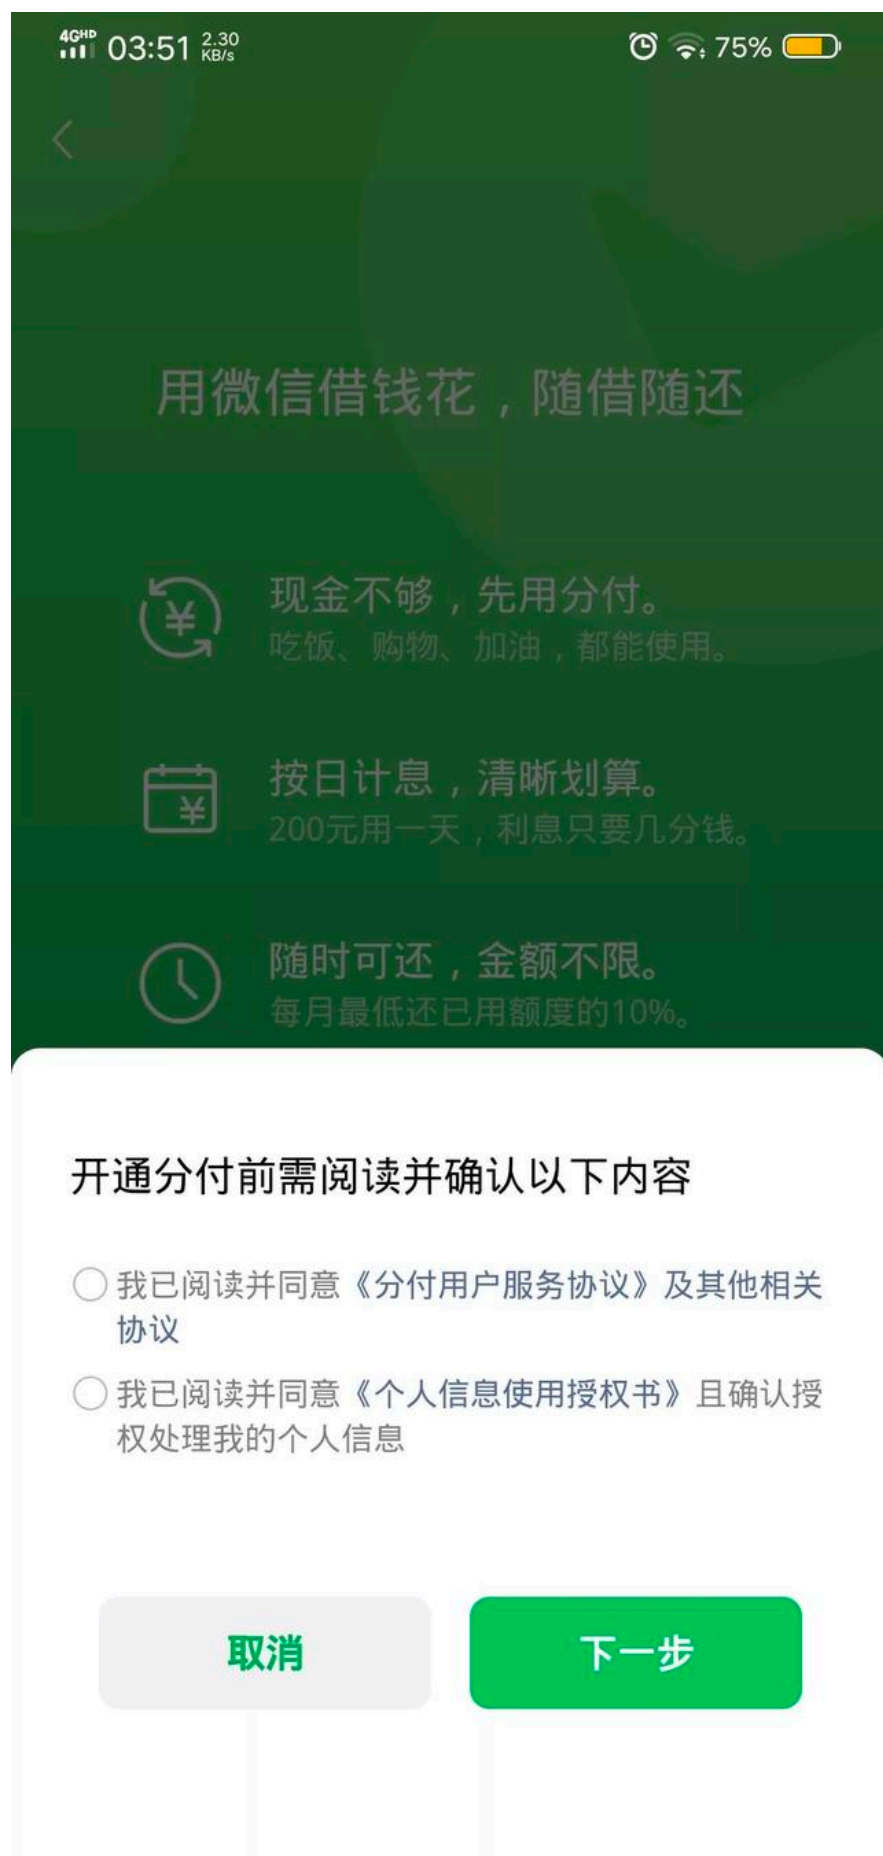 4GHD 03:51 2.30 KB/s 75%
用微信借钱花，随借随还
现金不够，先用分付。
吃饭、购物、加油，都能使用。
按日计息，清晰划算。
200元用一天，利息只要几分钱。
随时可还，金额不限。
每月最低还已用额度的10%。
开通分付前需阅读并确认以下内容
我已阅读并同意《分付用户服务协议》及其他相关
协议
我已阅读并同意《个人信息使用授权书》且确认授
权处理我的个人信息
取消 下一步